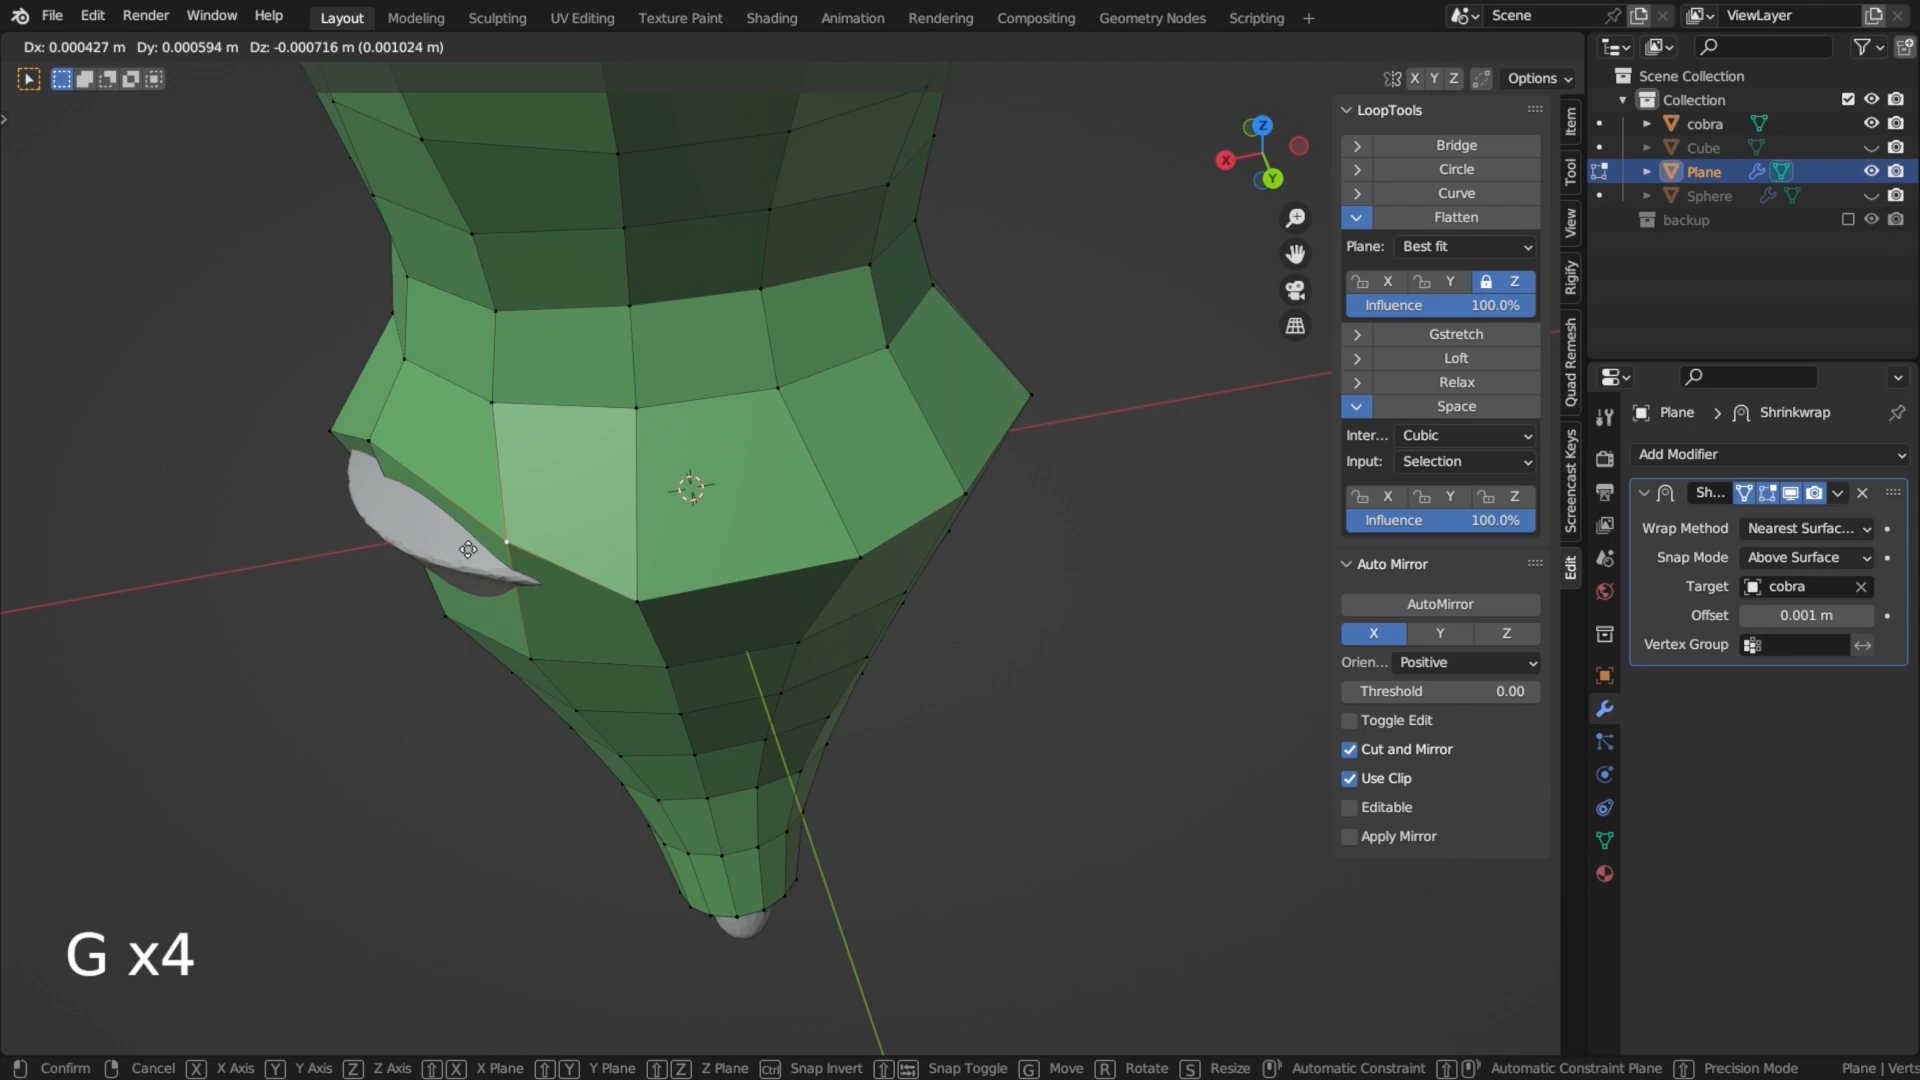 File Edit Render Window Help Layout Modeling Sculpting UV Editing Texture Paint Shading Animation Rendering Compositing Geometry Nodes Scripting + Scene ViewLayer
Dx: 0.000427 m Dy: 0.000594 m Dz: -0.000716 m (0.001024 m)
X Y Z Options
Scene Collection
Collection
cobra
Cube
Plane
Sphere
backup
LoopTools
Bridge
Circle
Curve
Flatten
Plane: Best fit
X Y Z
Influence 100.0%
Gstretch
Loft
Relax
Space
Inter... Cubic
Input: Selection
X Y Z
Influence 100.0%
Auto Mirror
AutoMirror
X Y Z
Orien... Positive
Threshold 0.00
Toggle Edit
Cut and Mirror
Use Clip
Editable
Apply Mirror
Item
Tool
View
Rigify
Quad Remesh
Screencast Keys
Edit
Z
X
Y
Plane > Shrinkwrap
Add Modifier
Sh...
Wrap Method Nearest Surfac...
Snap Mode Above Surface
Target cobra
Offset 0.001 m
Vertex Group
G x4
Confirm Cancel X X Axis Y Y Axis Z Z Axis X X Plane Y Y Plane Z Z Plane Ctrl Snap Invert Snap Toggle G Move R Rotate S Resize Automatic Constraint Automatic Constraint Plane Precision Mode Plane | Verts